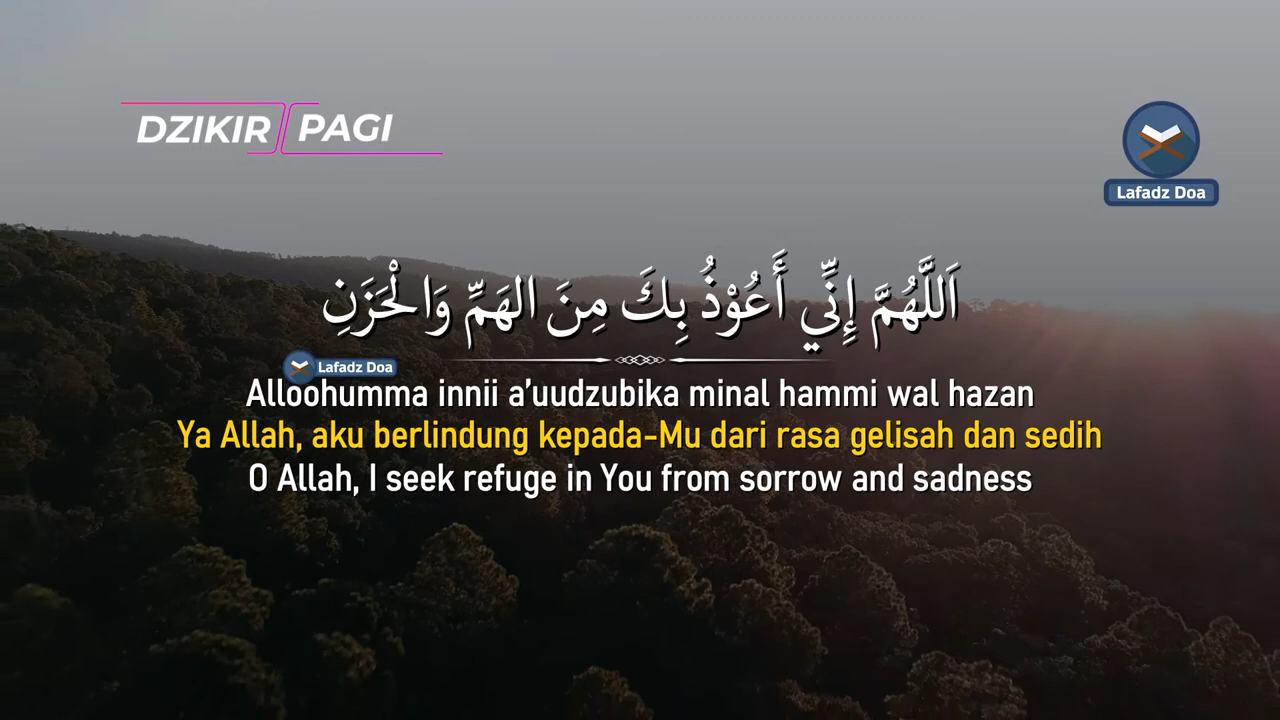 DZIKIR PAGI
Lafadz Doa
اَللَّهُمَّ إِنِّي أَعُوْذُ بِكَ مِنَ الهَمِّ وَالْحَزَنِ
Lafadz Doa
Alloohumma innii a’uudzubika minal hammi wal hazan
Ya Allah, aku berlindung kepada-Mu dari rasa gelisah dan sedih
O Allah, I seek refuge in You from sorrow and sadness